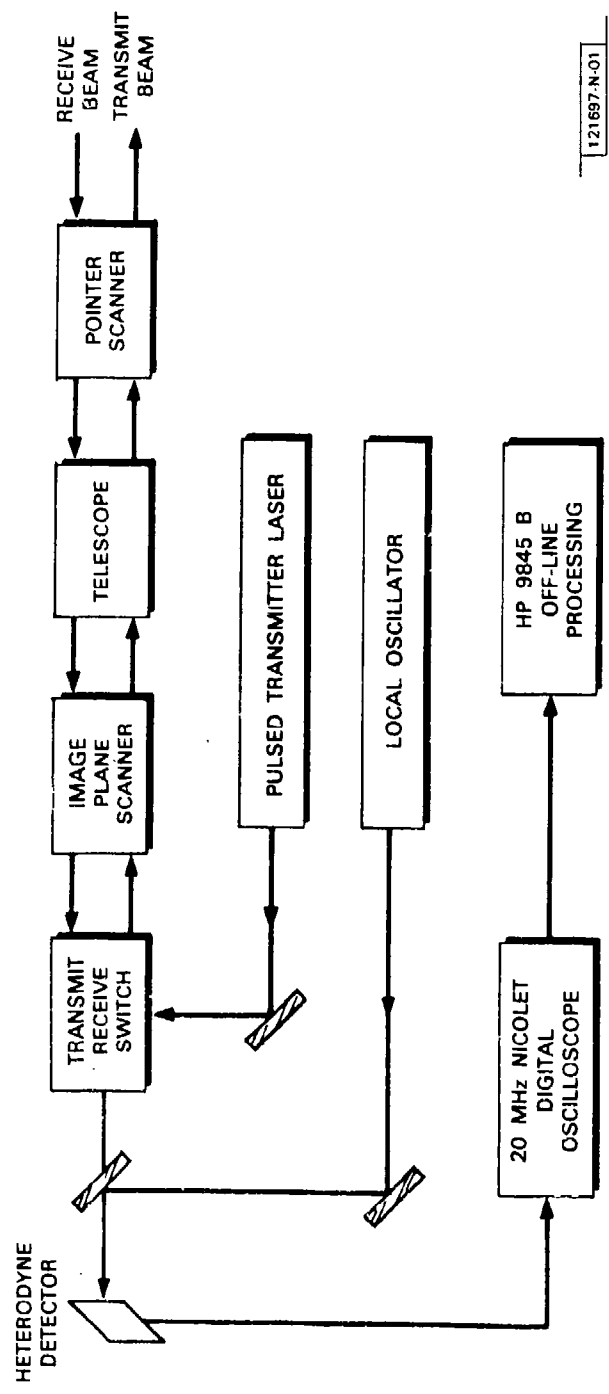 RECEIVE
BEAM
TRANSMIT
BEAM
POINTER
SCANNER
TELESCOPE
IMAGE
PLANE
SCANNER
TRANSMIT
RECEIVE
SWITCH
HETERODYNE
DETECTOR
PULSED TRANSMITTER LASER
LOCAL OSCILLATOR
20 MHz NICOLET
DIGITAL
OSCILLOSCOPE
HP 9845 B
OFF-LINE
PROCESSING
121697-N-01